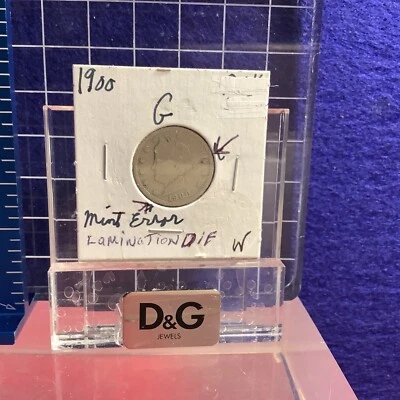 1900
G
Mint Error
LAMINATION DIF
W
D&G
JEWELS